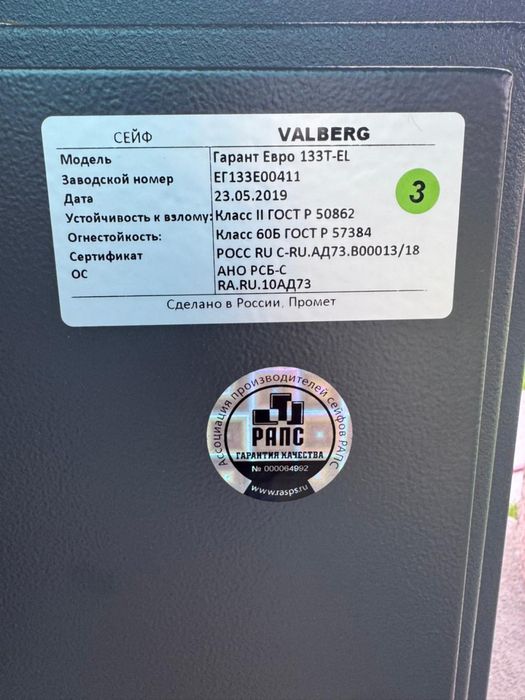 СЕЙФ VALBERG
Модель Гарант Евро 133T-EL
Заводской номер ЕГ133Е00411
Дата 23.05.2019
Устойчивость к взлому: Класс II ГОСТ Р 50862
Огнестойкость: Класс 60Б ГОСТ Р 57384
Сертификат РОСС RU C-RU.АД73.В00013/18
ОС АНО РСБ-С
RA.RU.10АД73
Сделано в России, Промет
3
Ассоциация производителей сейфов РАПС
РАПС
ГАРАНТИЯ КАЧЕСТВА
№ 000064992
www.rasps.ru